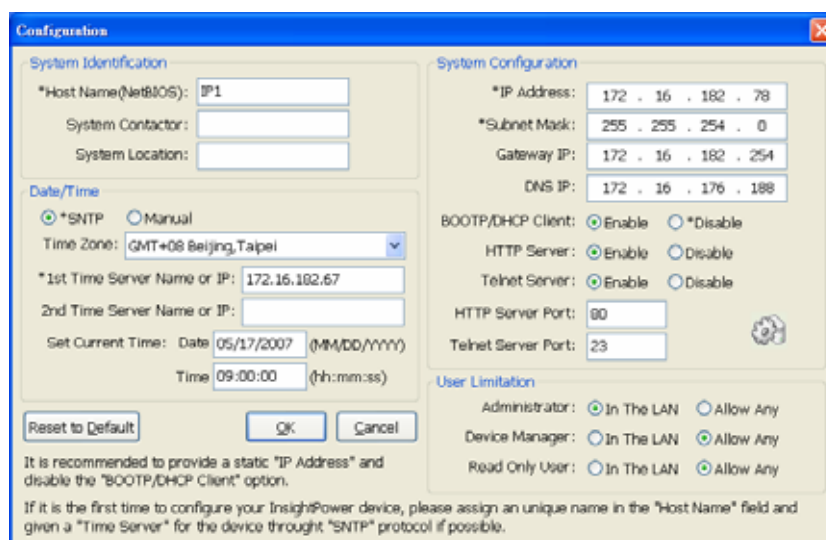 Configuration
System Identification
*Host Name(NetBIOS): IP1
System Contactor:
System Location:
Date/Time
*SNTP Manual
Time Zone: GMT+08 Beijing,Taipei
*1st Time Server Name or IP: 172.16.182.67
2nd Time Server Name or IP:
Set Current Time: Date 05/17/2007 (MM/DD/YYYY)
Time 09:00:00 (hh:mm:ss)
Reset to Default OK Cancel
It is recommended to provide a static "IP Address" and
disable the "BOOTP/DHCP Client" option.
System Configuration
*IP Address: 172 . 16 . 182 . 78
*Subnet Mask: 255 . 255 . 254 . 0
Gateway IP: 172 . 16 . 182 . 254
DNS IP: 172 . 16 . 176 . 188
BOOTP/DHCP Client: Enable *Disable
HTTP Server: Enable Disable
Telnet Server: Enable Disable
HTTP Server Port: 80
Telnet Server Port: 23
User Limitation
Administrator: In The LAN Allow Any
Device Manager: In The LAN Allow Any
Read Only User: In The LAN Allow Any
If it is the first time to configure your InsightPower device, please assign an unique name in the "Host Name" field and
given a "Time Server" for the device throught "SNTP" protocol if possible.